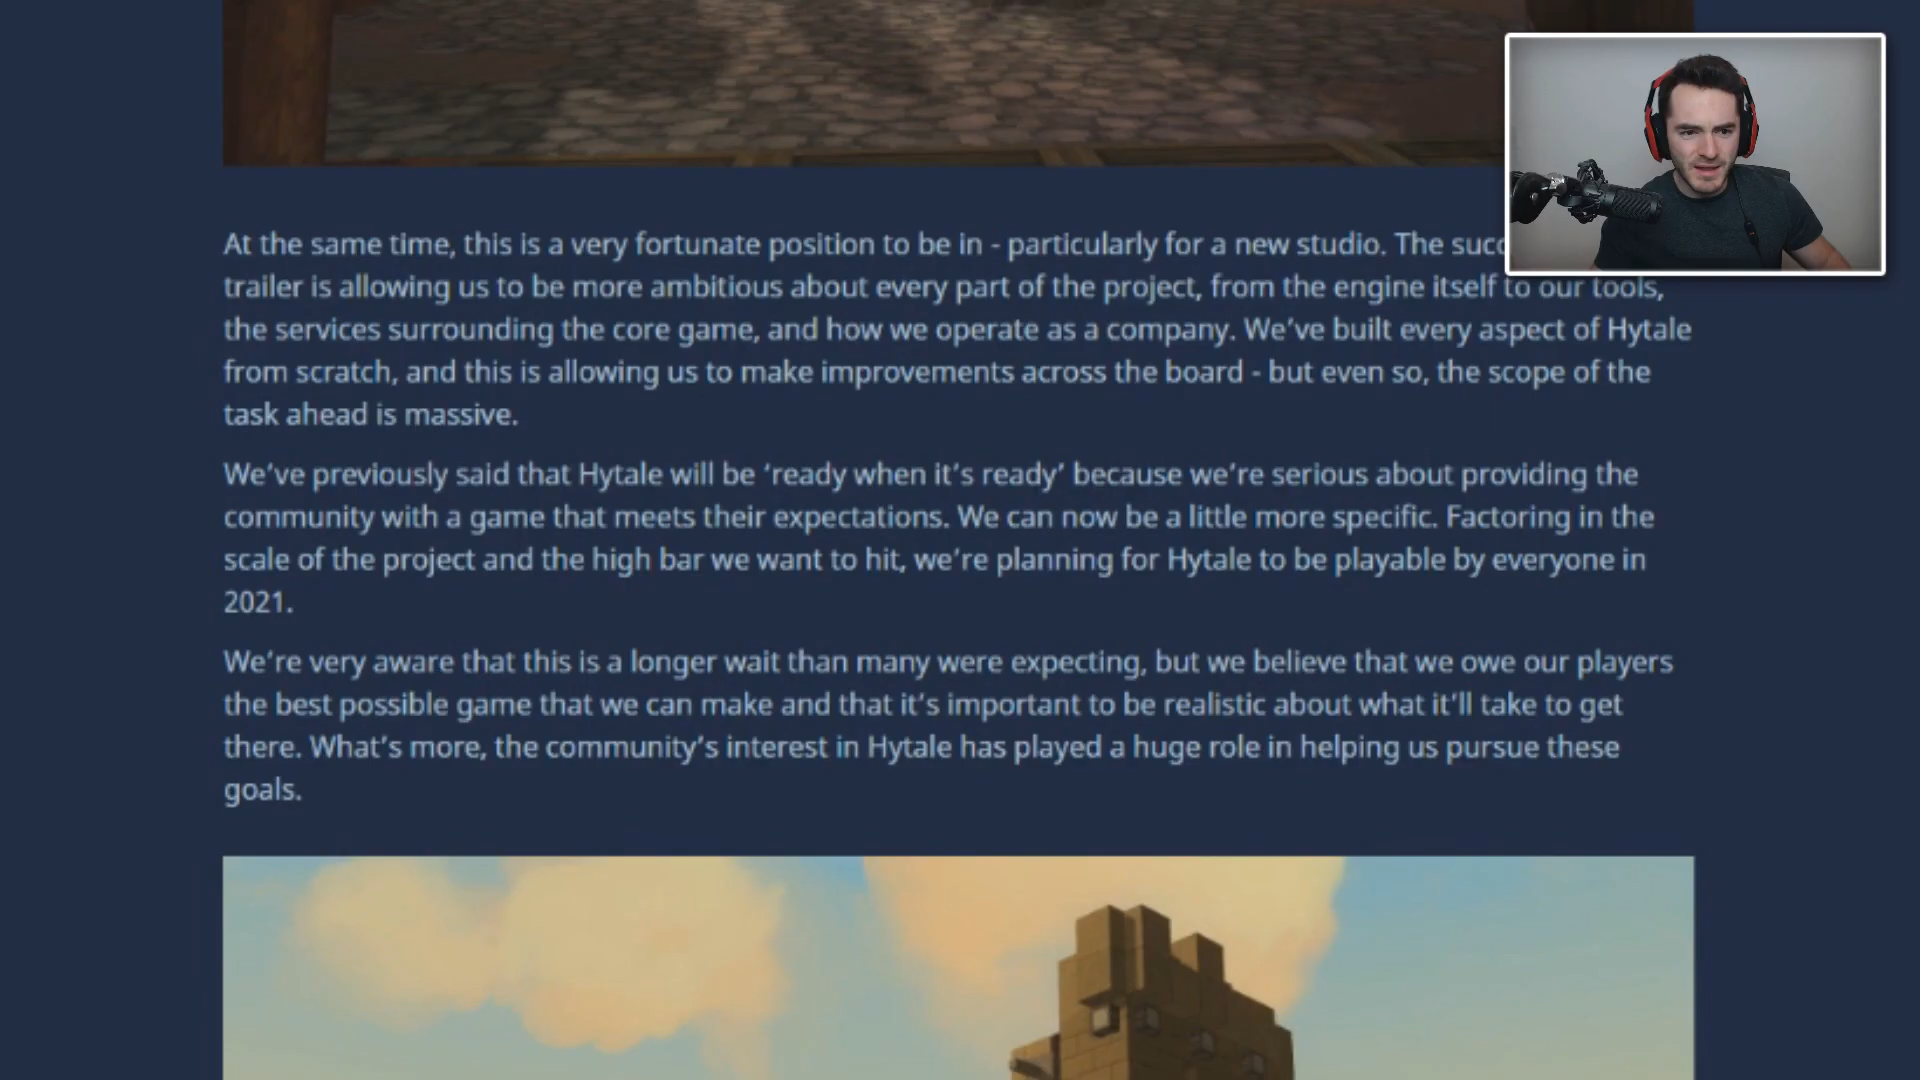 At the same time, this is a very fortunate position to be in - particularly for a new studio. The
trailer is allowing us to be more ambitious about every part of the project, from the engine itself to our tools,
the services surrounding the core game, and how we operate as a company. We’ve built every aspect of Hytale
from scratch, and this is allowing us to make improvements across the board - but even so, the scope of the
task ahead is massive.
We’ve previously said that Hytale will be ‘ready when it’s ready’ because we’re serious about providing the
community with a game that meets their expectations. We can now be a little more specific. Factoring in the
scale of the project and the high bar we want to hit, we’re planning for Hytale to be playable by everyone in
2021.
We’re very aware that this is a longer wait than many were expecting, but we believe that we owe our players
the best possible game that we can make and that it’s important to be realistic about what it’ll take to get
there. What’s more, the community’s interest in Hytale has played a huge role in helping us pursue these
goals.